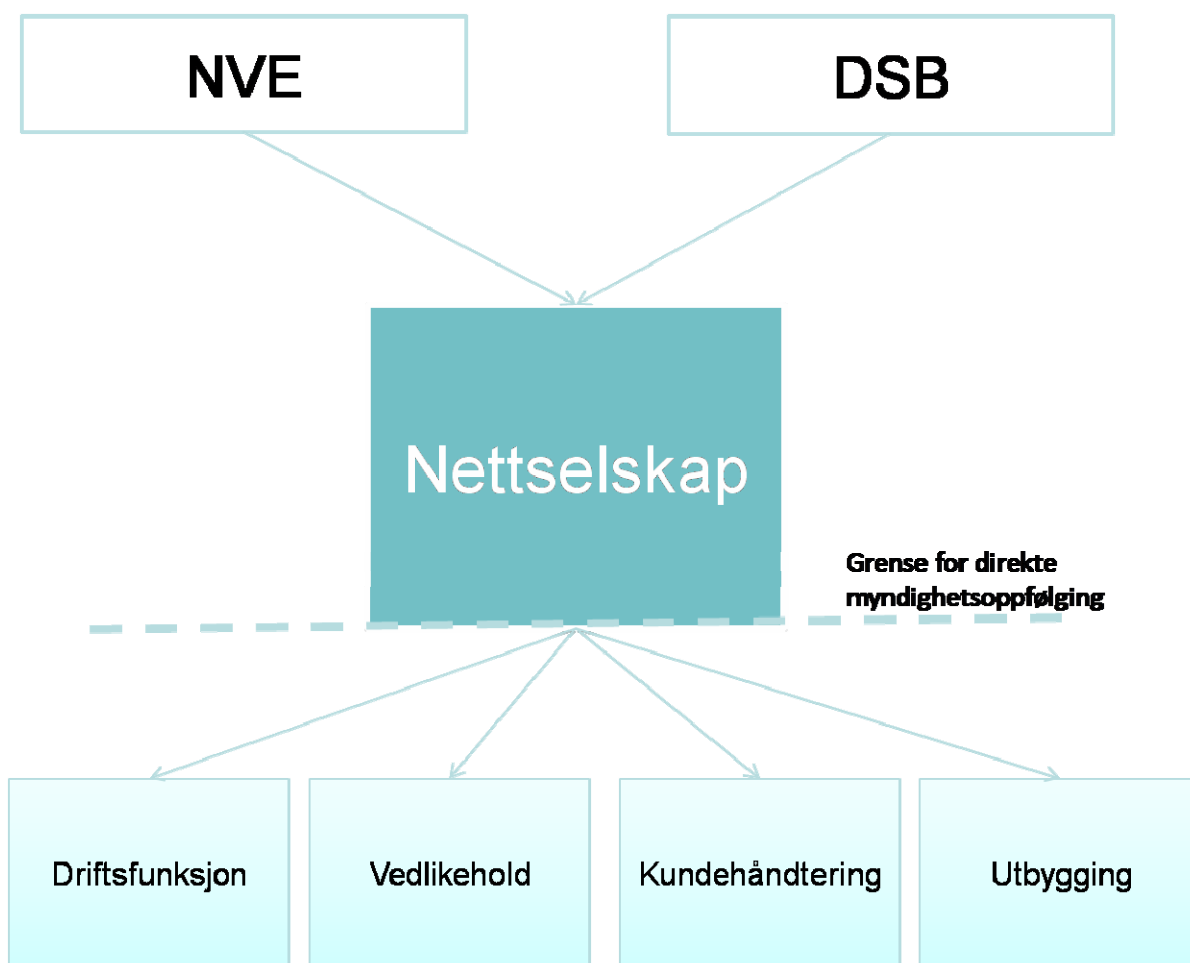 NVE
DSB
Nettselskap
Grense for direkte
myndighetsoppfølging
Driftsfunksjon
Vedlikehold
Kundehåndtering
Utbygging